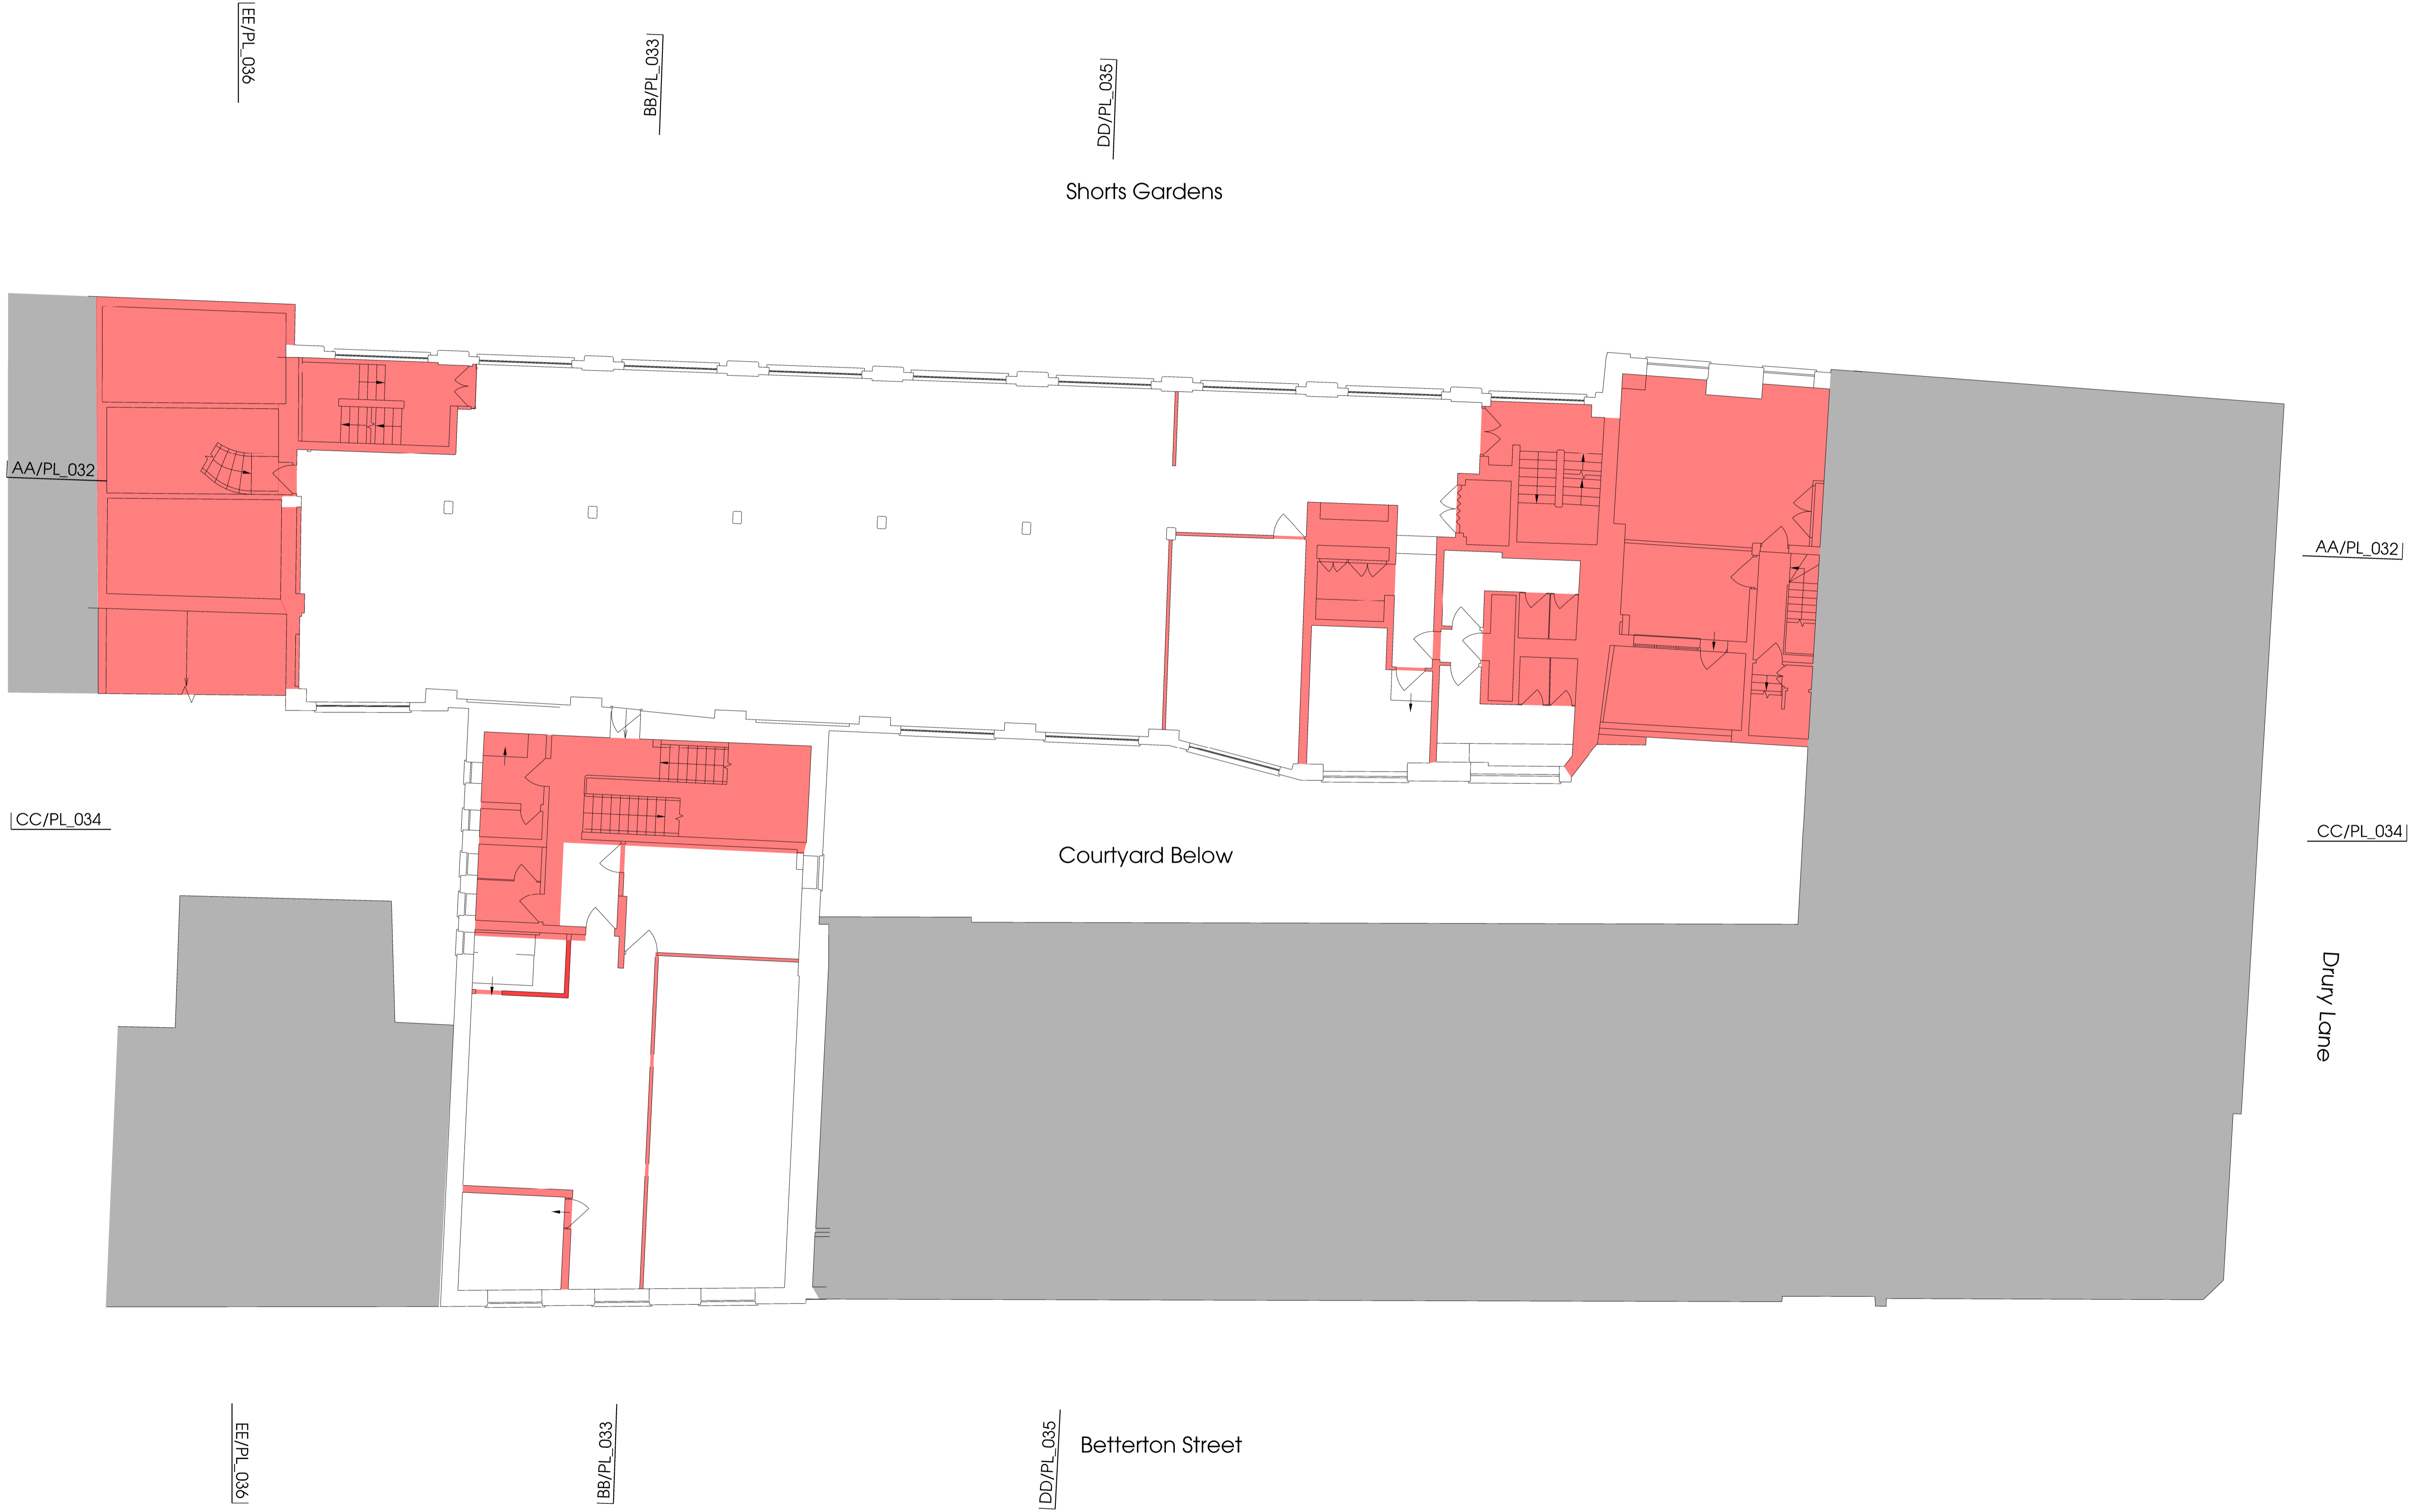 EE/PL_036
BB/PL_033
DD/PL_035
Shorts Gardens
AA/PL_032
AA/PL_032
CC/PL_034
CC/PL_034
Courtyard Below
Drury Lane
EE/PL_036
BB/PL_033
DD/PL_035
Betterton Street